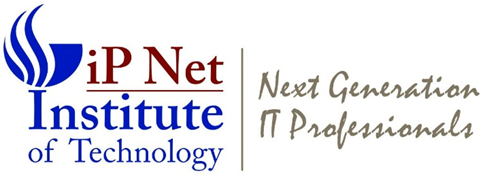 iP Net
Institute
of Technology
Next Generation
IT Professionals